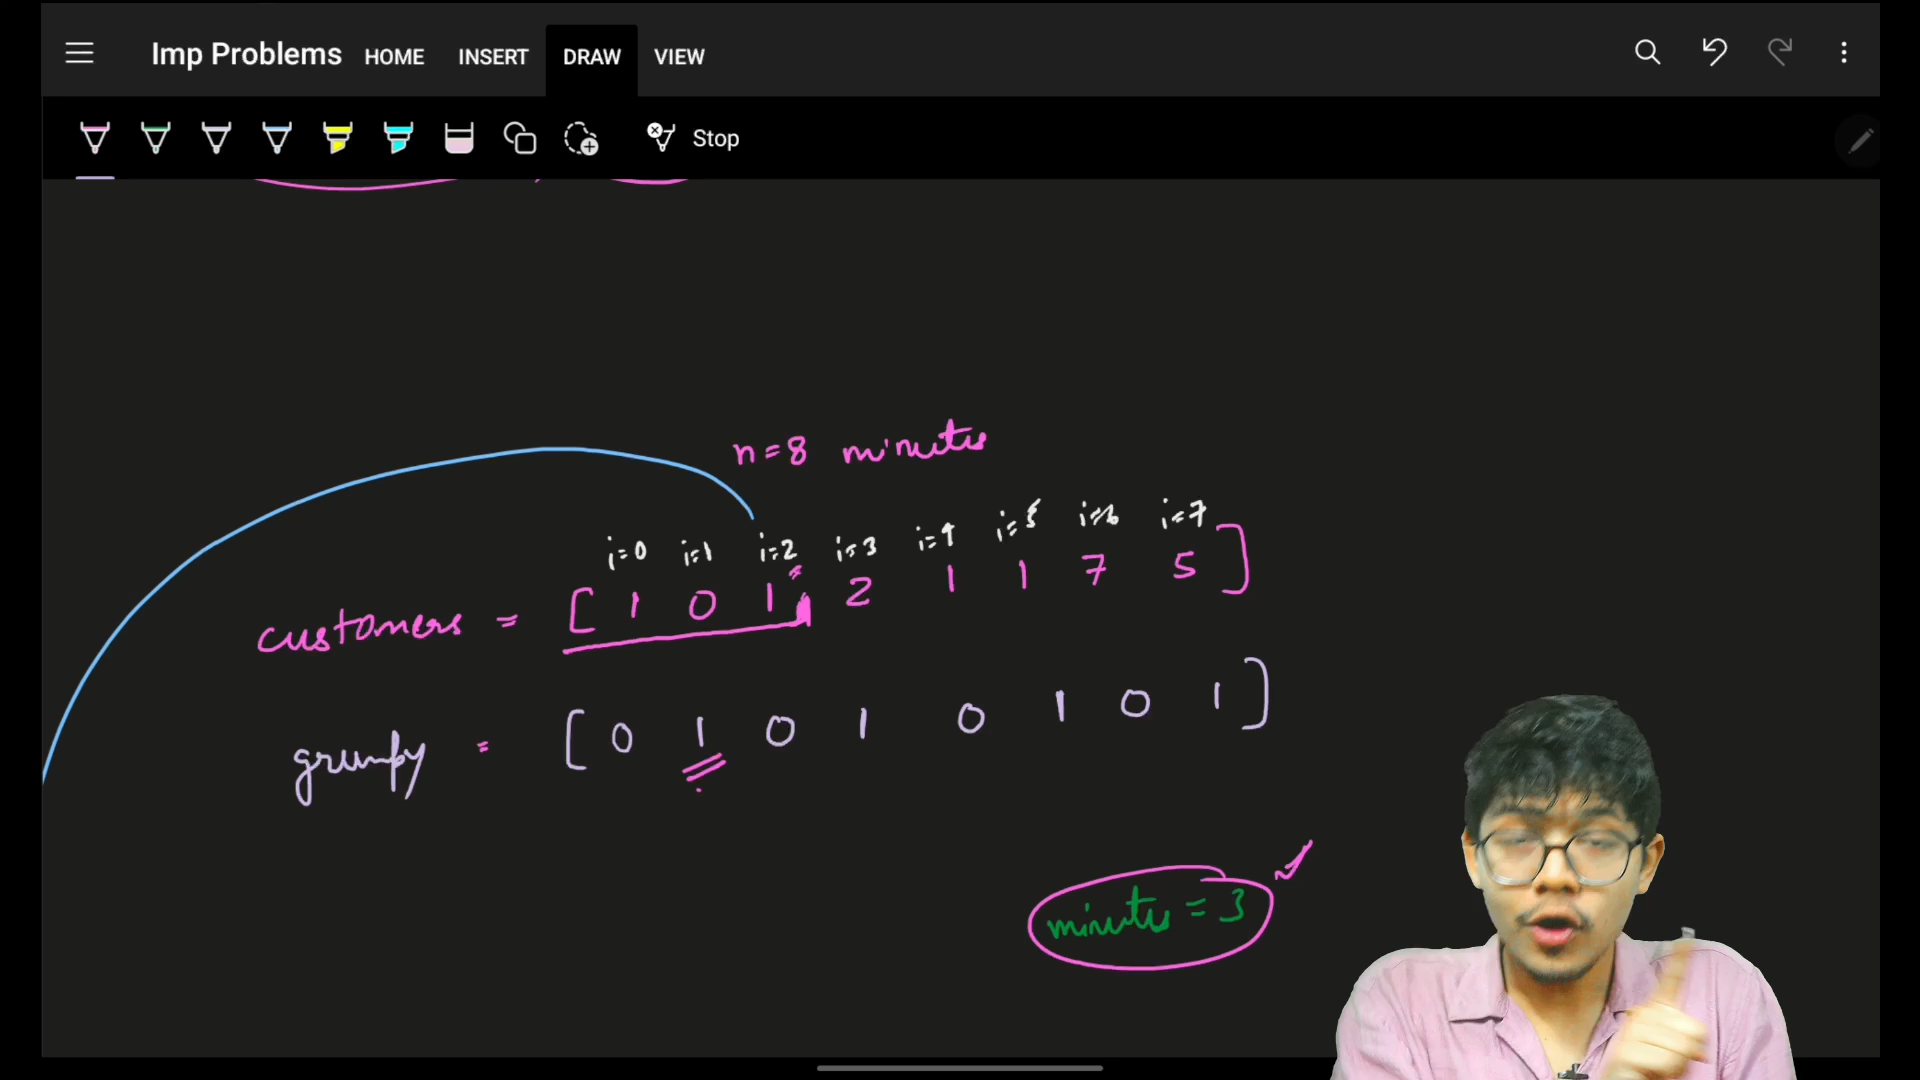 Imp Problems HOME INSERT DRAW VIEW
Stop
n=8 minutes
i=0 i=1 i=2 i=3 i=4 i=5 i=6 i=7
customers = [ 1 0 1 2 1 1 7 5 ]
grumpy = [ 0 1 0 1 0 1 0 1 ]
minutes = 3